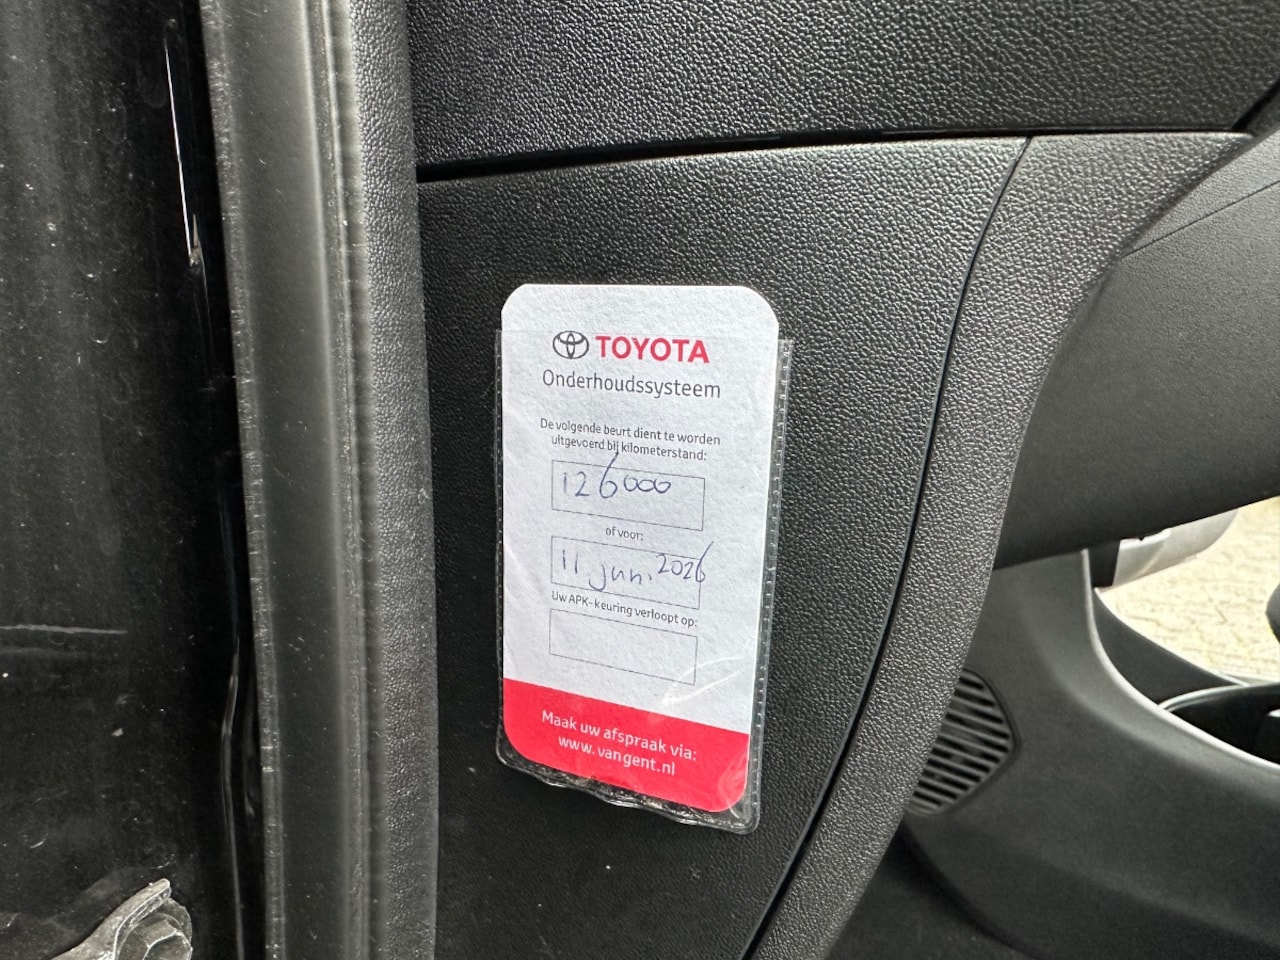 TOYOTA
Onderhoudssysteem
De volgende beurt dient te worden
uitgevoerd bij kilometerstand:
126000
of voor:
11 juni. 2026
Uw APK-keuring verloopt op:
Maak uw afspraak via:
www.vangent.nl